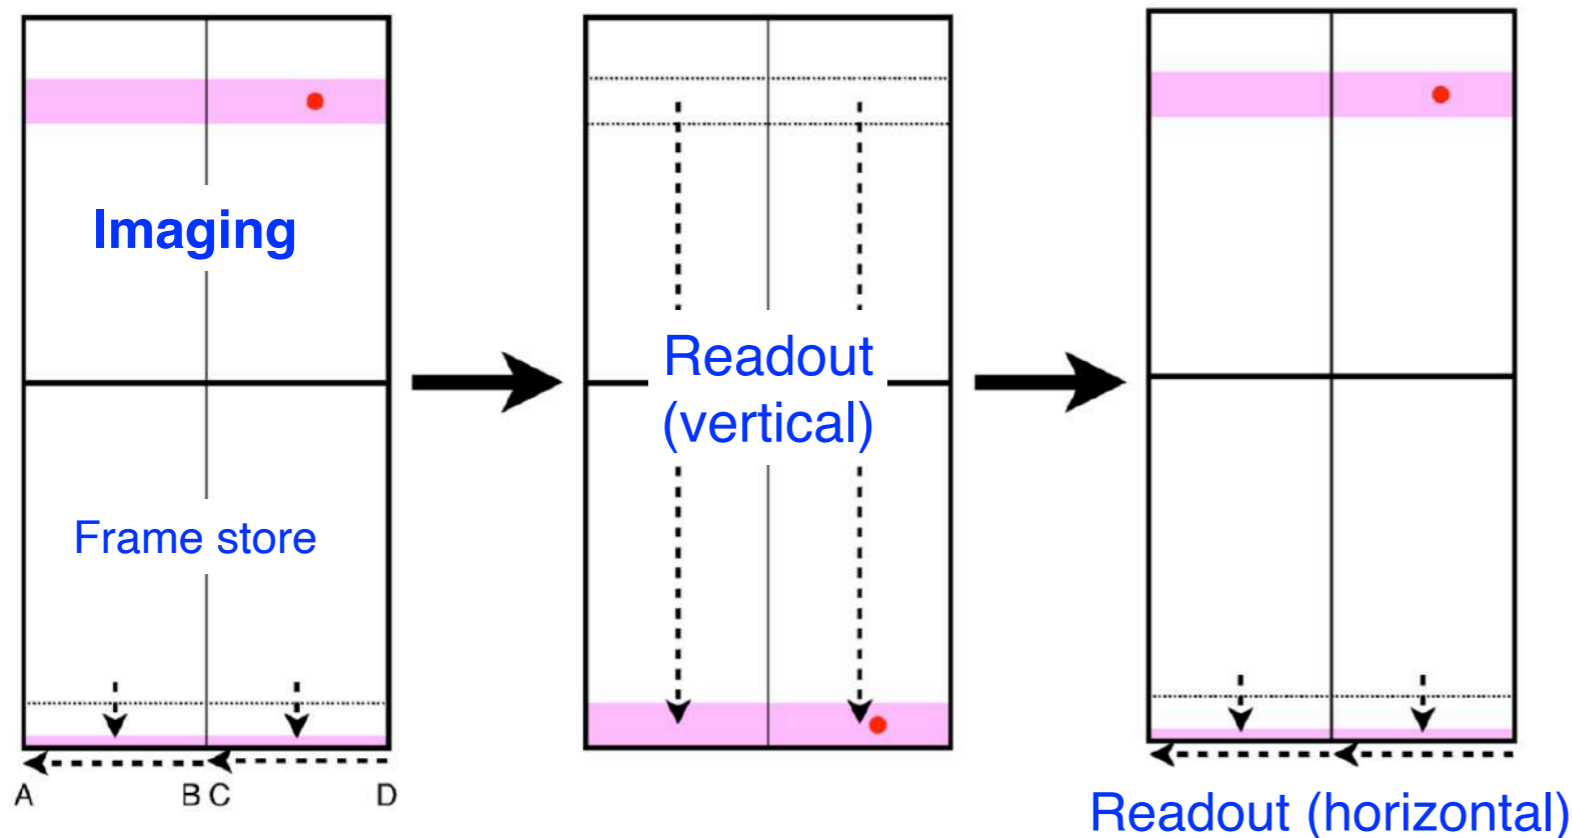 Imaging
Frame store
A B C D
Readout
(vertical)
Readout (horizontal)